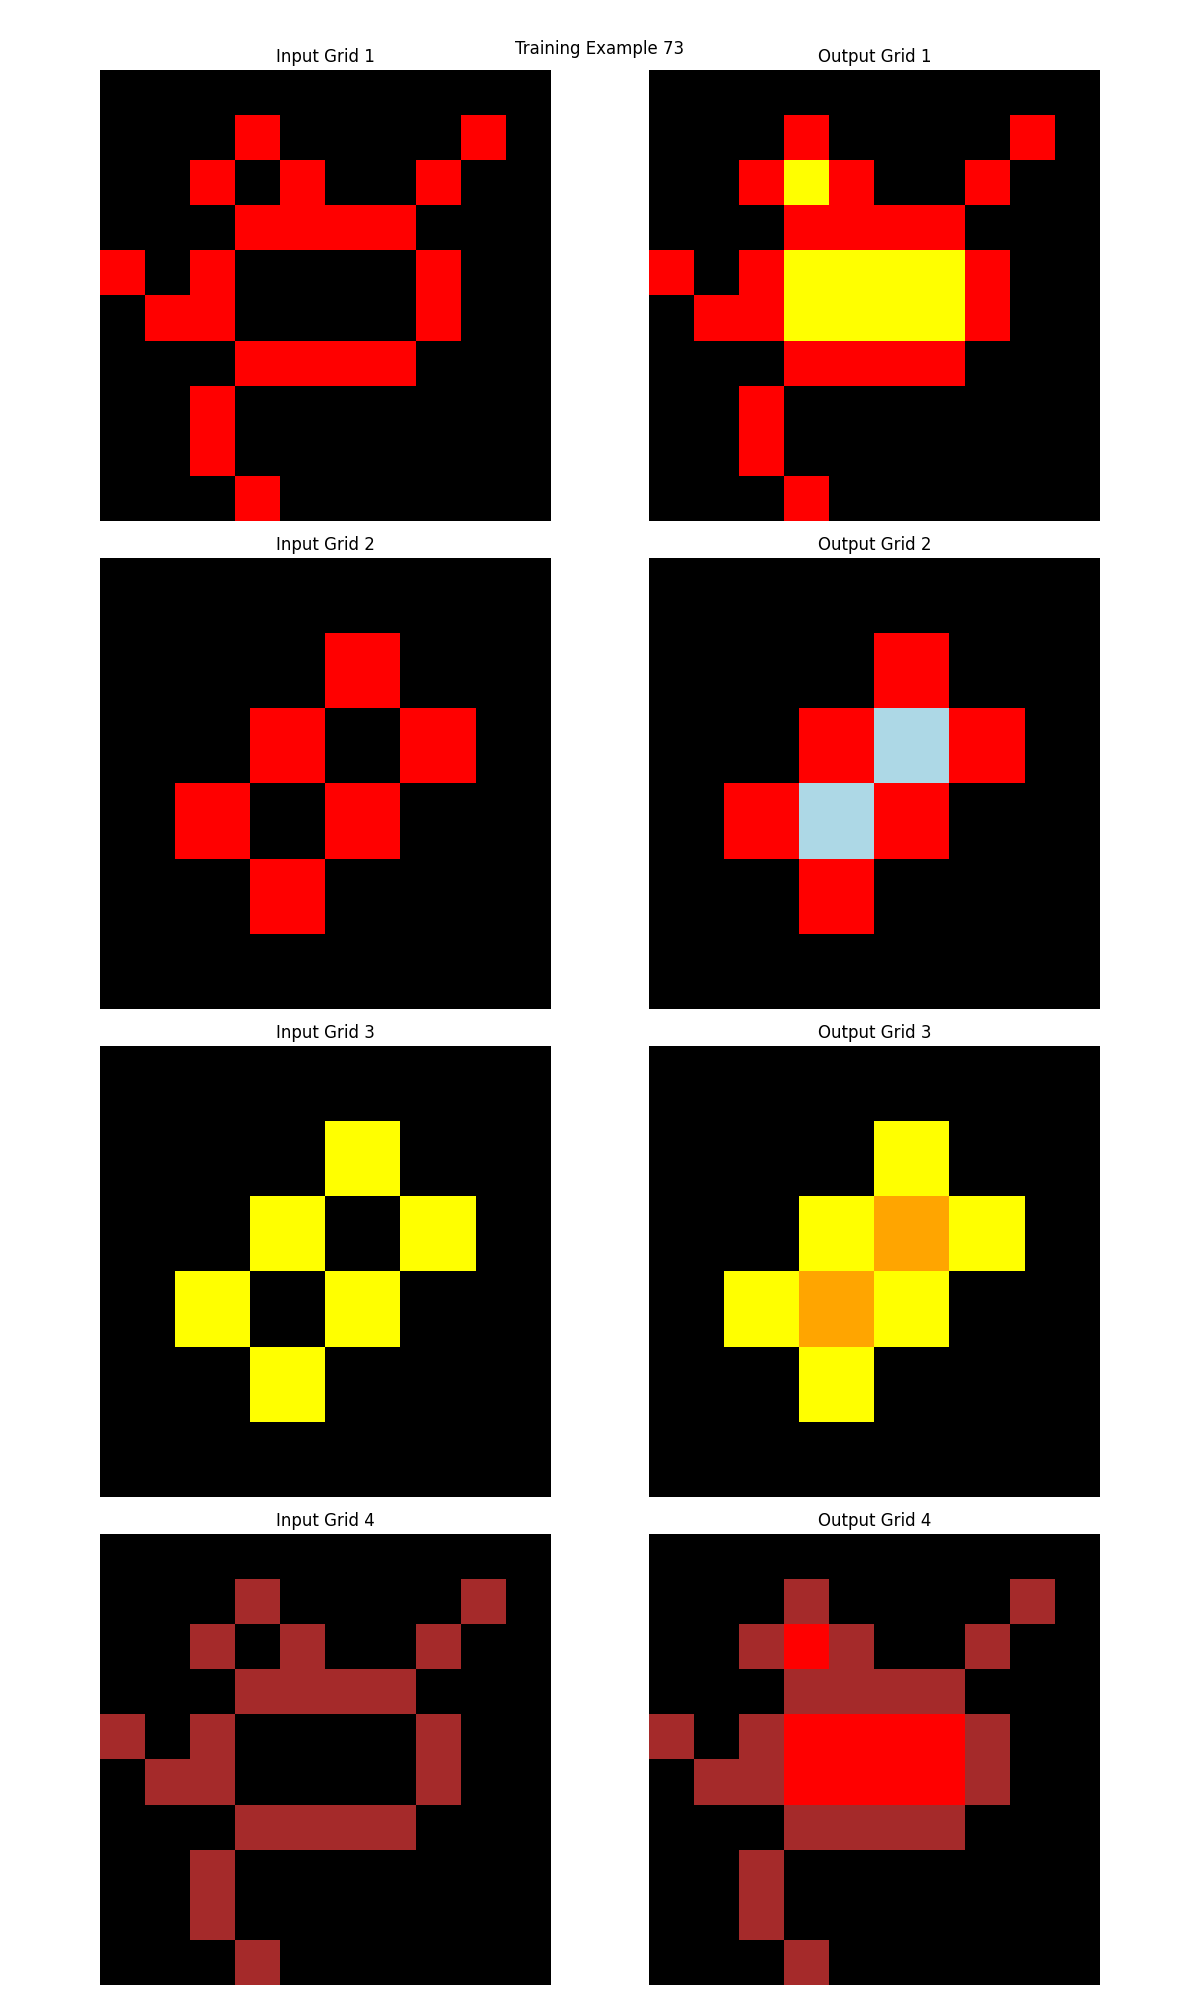 Training Example 73
Input Grid 1
Output Grid 1
Input Grid 2
Output Grid 2
Input Grid 3
Output Grid 3
Input Grid 4
Output Grid 4